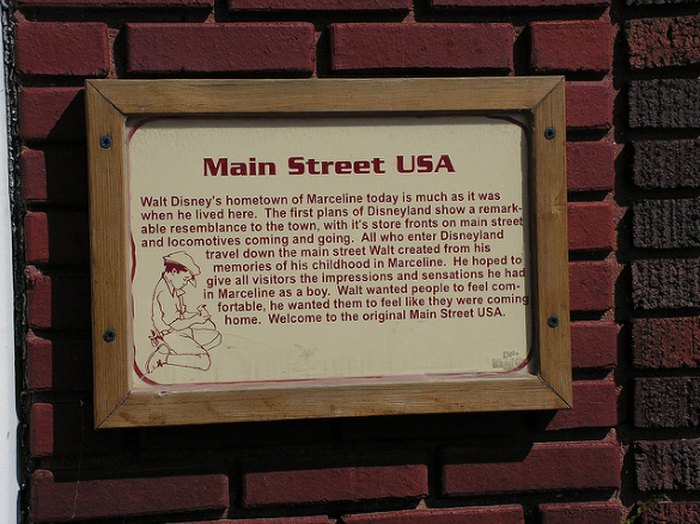 Main Street USA
Walt Disney's hometown of Marceline today is much as it was
when he lived here. The first plans of Disneyland show a remark-
able resemblance to the town, with it's store fronts on main street
and locomotives coming and going. All who enter Disneyland
travel down the main street Walt created from his
memories of his childhood in Marceline. He hoped to
give all visitors the impressions and sensations he had
in Marceline as a boy. Walt wanted people to feel com-
fortable, he wanted them to feel like they were coming
home. Welcome to the original Main Street USA.